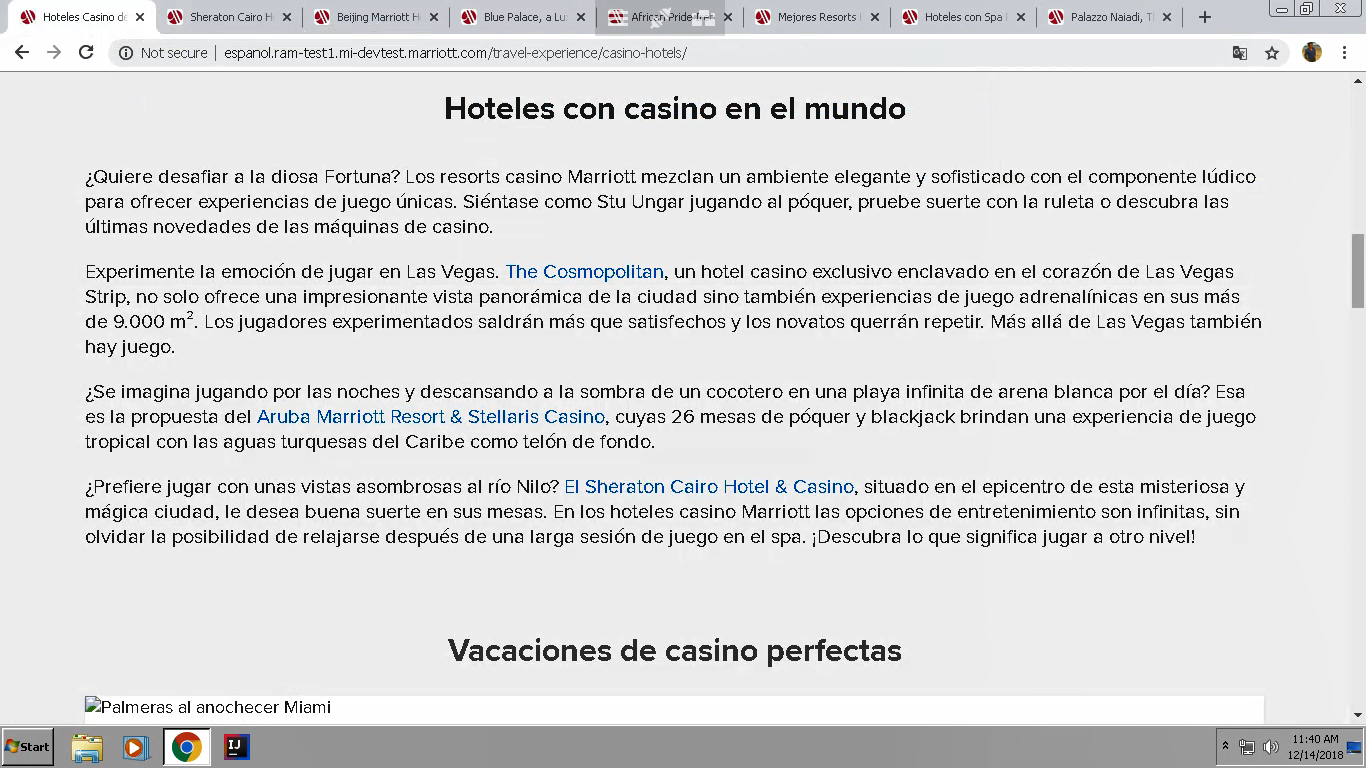 Hoteles Casino de
Sheraton Cairo H
Beijing Marriott H
Blue Palace, a Lu
African Pride
Mejores Resorts
Hoteles con Spa
Palazzo Naiadi, T
Not secure | espanol.ram-test1.mi-devtest.marriott.com/travel-experience/casino-hotels/
Hoteles con casino en el mundo
¿Quiere desafiar a la diosa Fortuna? Los resorts casino Marriott mezclan un ambiente elegante y sofisticado con el componente lúdico
para ofrecer experiencias de juego únicas. Siéntase como Stu Ungar jugando al póquer, pruebe suerte con la ruleta o descubra las
últimas novedades de las máquinas de casino.
Experimente la emoción de jugar en Las Vegas. The Cosmopolitan, un hotel casino exclusivo enclavado en el corazón de Las Vegas
Strip, no solo ofrece una impresionante vista panorámica de la ciudad sino también experiencias de juego adrenalínicas en sus más
de 9.000 m². Los jugadores experimentados saldrán más que satisfechos y los novatos querrán repetir. Más allá de Las Vegas también
hay juego.
¿Se imagina jugando por las noches y descansando a la sombra de un cocotero en una playa infinita de arena blanca por el día? Esa
es la propuesta del Aruba Marriott Resort & Stellaris Casino, cuyas 26 mesas de póquer y blackjack brindan una experiencia de juego
tropical con las aguas turquesas del Caribe como telón de fondo.
¿Prefiere jugar con unas vistas asombrosas al río Nilo? El Sheraton Cairo Hotel & Casino, situado en el epicentro de esta misteriosa y
mágica ciudad, le desea buena suerte en sus mesas. En los hoteles casino Marriott las opciones de entretenimiento son infinitas, sin
olvidar la posibilidad de relajarse después de una larga sesión de juego en el spa. ¡Descubra lo que significa jugar a otro nivel!
Vacaciones de casino perfectas
Palmeras al anochecer Miami
Start
IJ
11:40 AM
12/14/2018